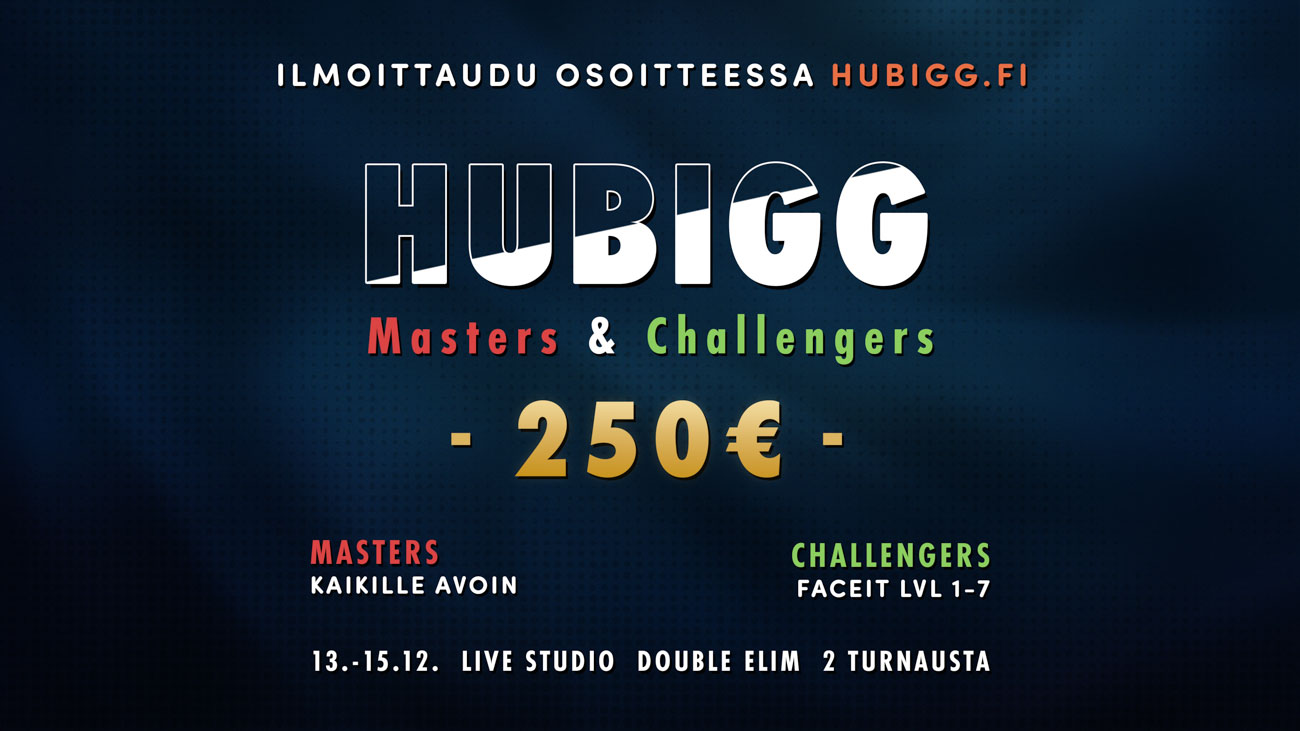 ILMOITTAUDU OSOITTEESSA HUBIGG.FI
HUBIGG
Masters & Challengers
- 250€ -
MASTERS
KAIKILLE AVOIN
CHALLENGERS
FACEIT LVL 1-7
13.-15.12. LIVE STUDIO DOUBLE ELIM 2 TURNAUSTA